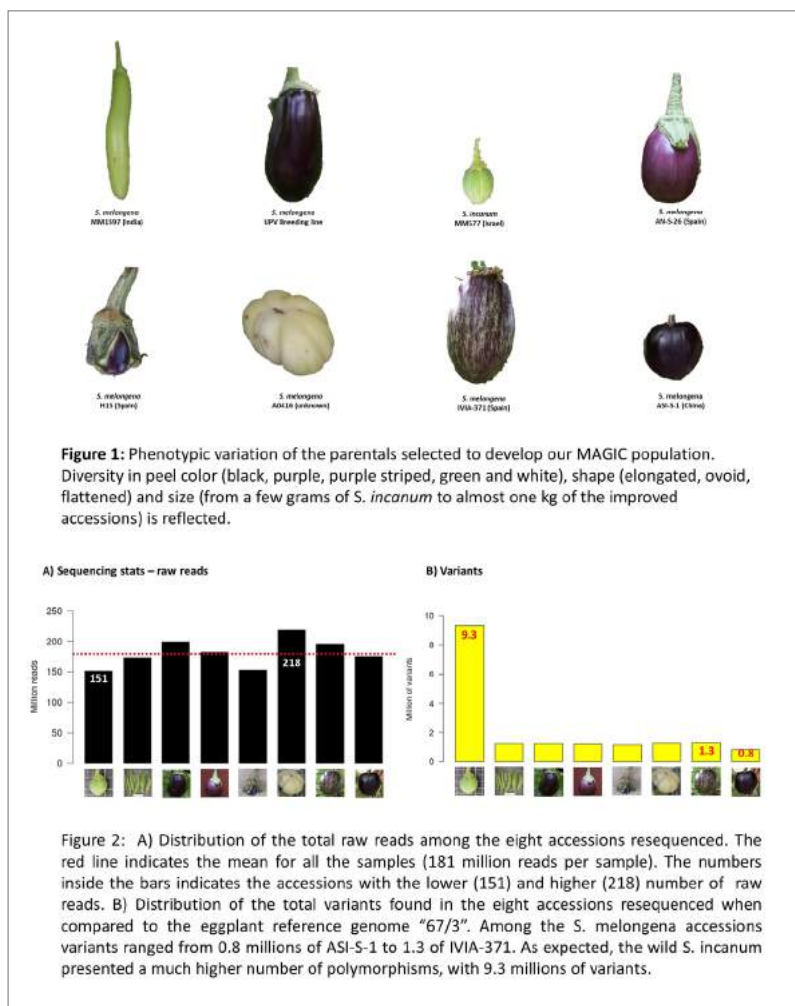 S. melongena
MM1597 (India)
S. melongena
UPV Breeding line
S. incanum
MM577 (Israel)
S. melongena
AN-S-26 (Spain)
S. melongena
H15 (Spain)
S. melongena
A0416 (unknown)
S. melongena
IVIA-371 (Spain)
S. melongena
ASI-S-1 (China)
Figure 1: Phenotypic variation of the parentals selected to develop our MAGIC population.
Diversity in peel color (black, purple, purple striped, green and white), shape (elongated, ovoid,
flattened) and size (from a few grams of S. incanum to almost one kg of the improved
accessions) is reflected.
A) Sequencing stats – raw reads
Million reads
250
200
150
100
50
0
151
218
B) Variants
Million of variants
10
8
6
4
2
0
9.3
1.3
0.8
Figure 2: A) Distribution of the total raw reads among the eight accessions resequenced. The
red line indicates the mean for all the samples (181 million reads per sample). The numbers
inside the bars indicates the accessions with the lower (151) and higher (218) number of raw
reads. B) Distribution of the total variants found in the eight accessions resequenced when
compared to the eggplant reference genome "67/3". Among the S. melongena accessions
variants ranged from 0.8 millions of ASI-S-1 to 1.3 of IVIA-371. As expected, the wild S. incanum
presented a much higher number of polymorphisms, with 9.3 millions of variants.